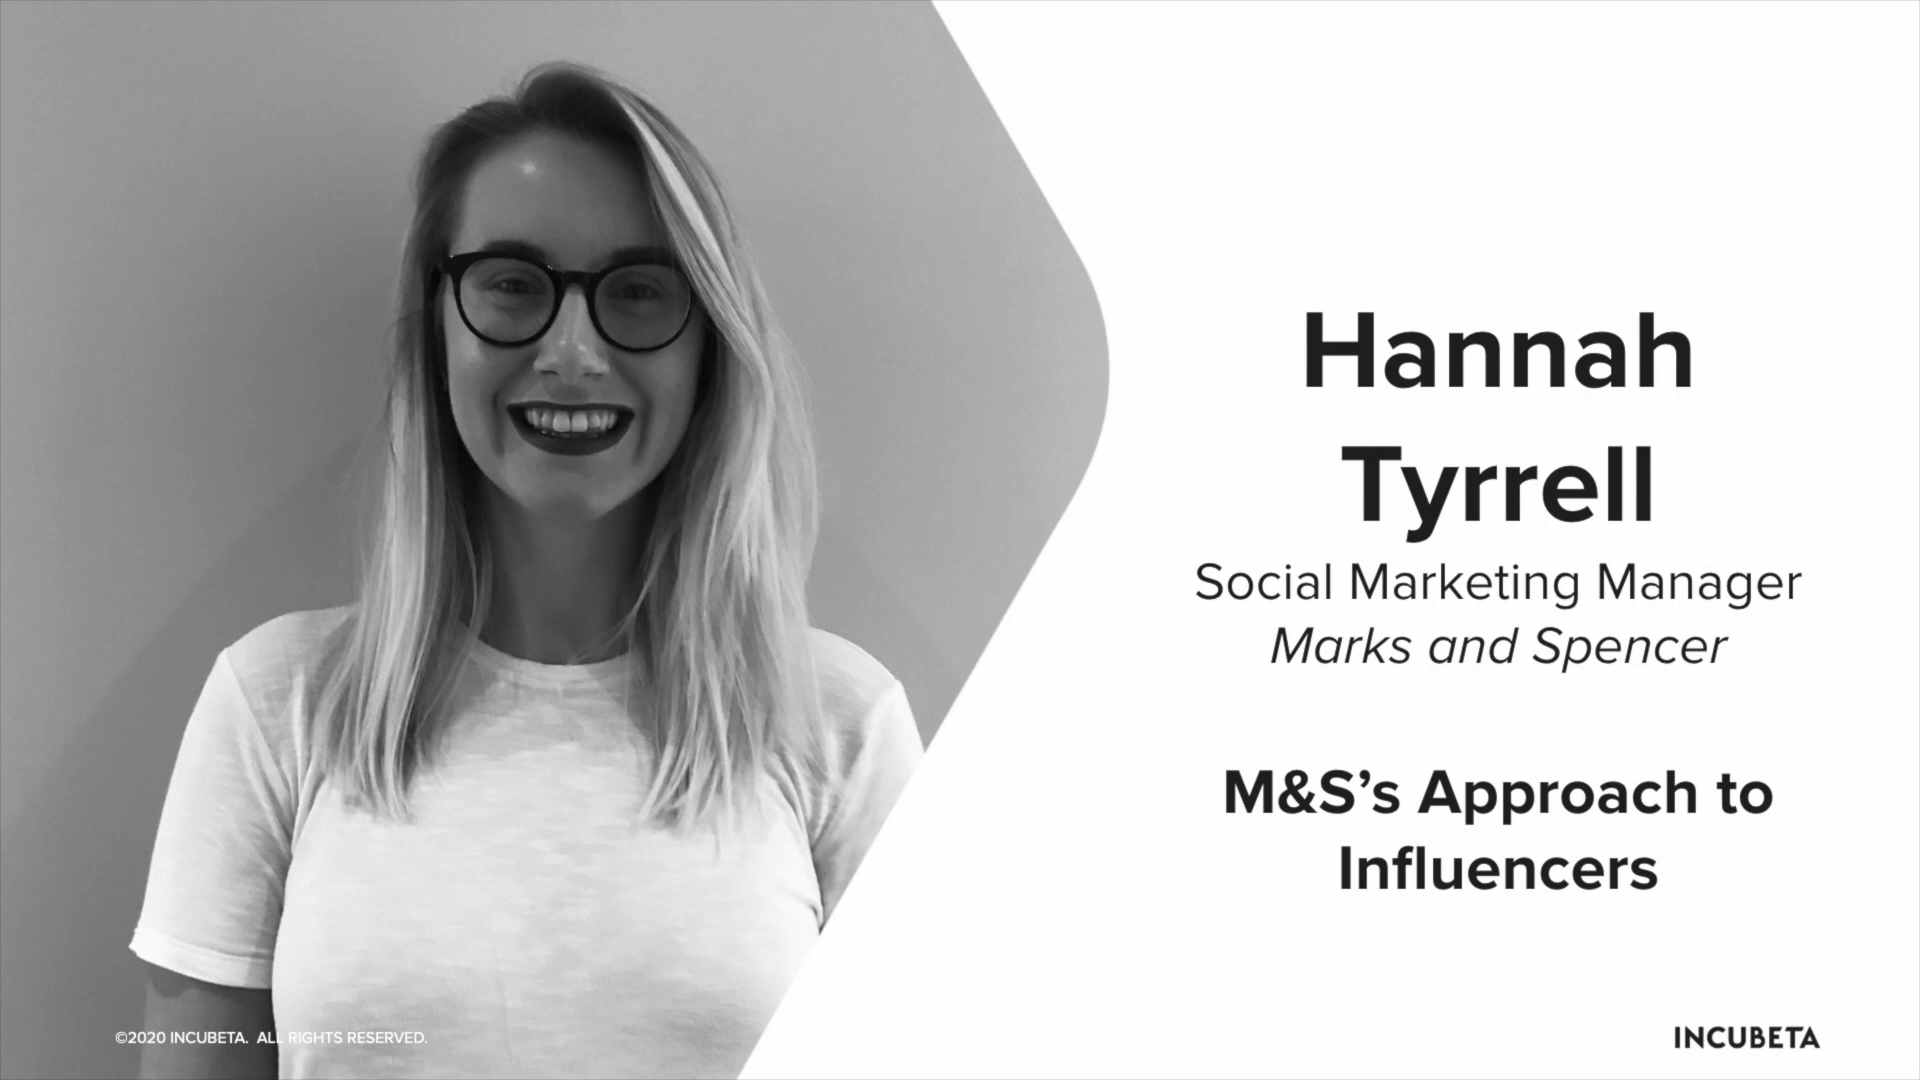 Hannah
Tyrrell
Social Marketing Manager
Marks and Spencer
M&S’s Approach to
Influencers
©2020 INCUBETA.  ALL RIGHTS RESERVED.
INCUBETA